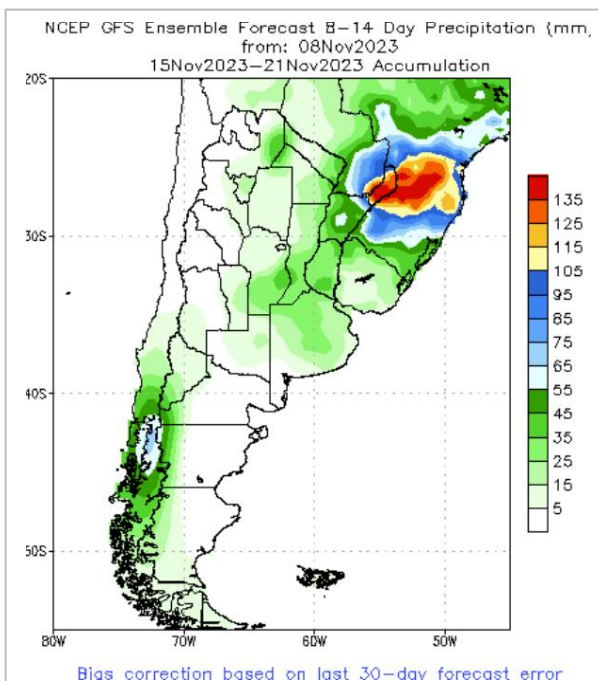 NCEP GFS Ensemble Forecast 8-14 Day Precipitation (mm)
from: 08Nov2023
15Nov2023-21Nov2023 Accumulation
20S
30S
40S
50S
80W
70W
60W
50W
135
125
115
105
95
85
75
65
55
45
35
25
15
5
Bias correction based on last 30-day forecast error